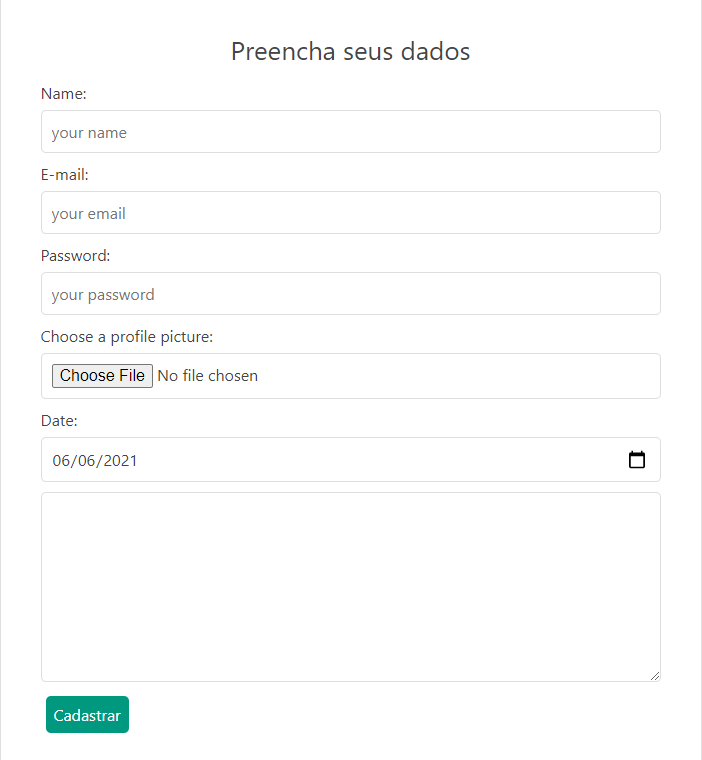 Preencha seus dados
Name:
your name
E-mail:
your email
Password:
your password
Choose a profile picture:
Choose File No file chosen
Date:
06/06/2021
Cadastrar